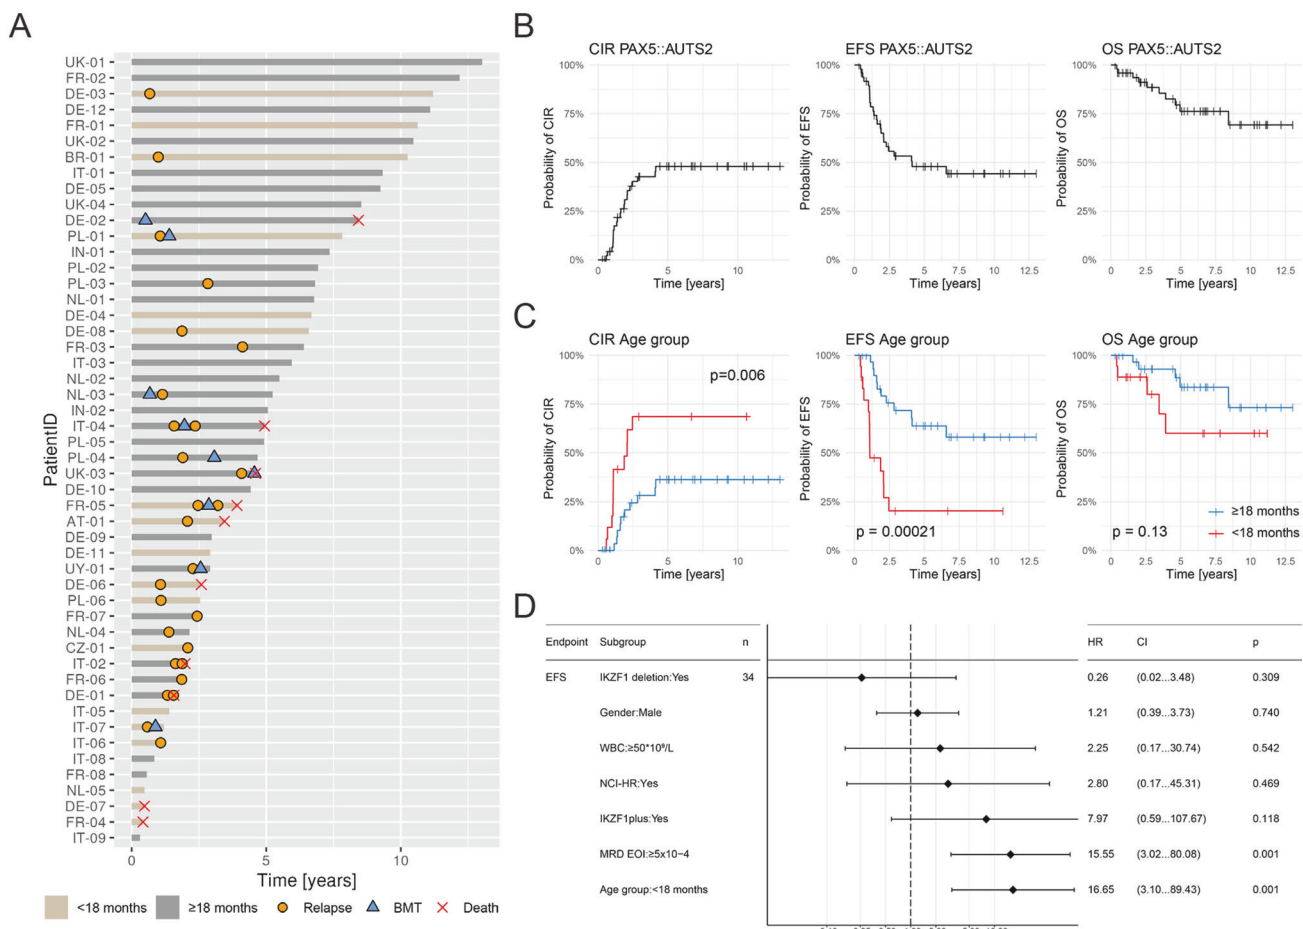 A
UK-01
FR-02
DE-03
DE-12
FR-01
UK-02
BR-01
IT-01
DE-05
UK-04
DE-02
PL-01
IN-01
PL-02
PL-03
NL-01
DE-04
DE-08
FR-03
IT-03
NL-02
NL-03
IN-02
IT-04
PL-05
PL-04
UK-03
DE-10
FR-05
AT-01
DE-09
DE-11
UY-01
DE-06
PL-06
FR-07
NL-04
CZ-01
IT-02
FR-06
DE-01
IT-05
IT-07
IT-06
IT-08
FR-08
NL-05
DE-07
FR-04
IT-09
PatientID
0 5 10
Time [years]
<18 months ≥18 months Relapse BMT Death
B
CIR PAX5::AUTS2
100%
75%
50%
25%
0%
Probability of CIR
0 5 10
Time [years]
EFS PAX5::AUTS2
100%
75%
50%
25%
0%
Probability of EFS
0 2.5 5.0 7.5 10 12.5
Time [years]
OS PAX5::AUTS2
100%
75%
50%
25%
0%
Probability of OS
0 2.5 5.0 7.5 10 12.5
Time [years]
C
CIR Age group
100%
75%
50%
25%
0%
Probability of CIR
p=0.006
0 5 10
Time [years]
EFS Age group
100%
75%
50%
25%
0%
Probability of EFS
p = 0.00021
0 2.5 5.0 7.5 10 12.5
Time [years]
OS Age group
100%
75%
50%
25%
0%
Probability of OS
≥18 months
<18 months
p = 0.13
0 2.5 5.0 7.5 10 12.5
Time [years]
D
Endpoint Subgroup n HR CI p
EFS IKZF1 deletion:Yes 34 0.26 (0.02...3.48) 0.309
Gender:Male 1.21 (0.39...3.73) 0.740
WBC:≥50*10⁹/L 2.25 (0.17...30.74) 0.542
NCI-HR:Yes 2.80 (0.17...45.31) 0.469
IKZF1plus:Yes 7.97 (0.59...107.67) 0.118
MRD EOI:≥5x10−4 15.55 (3.02...80.08) 0.001
Age group:<18 months 16.65 (3.10...89.43) 0.001